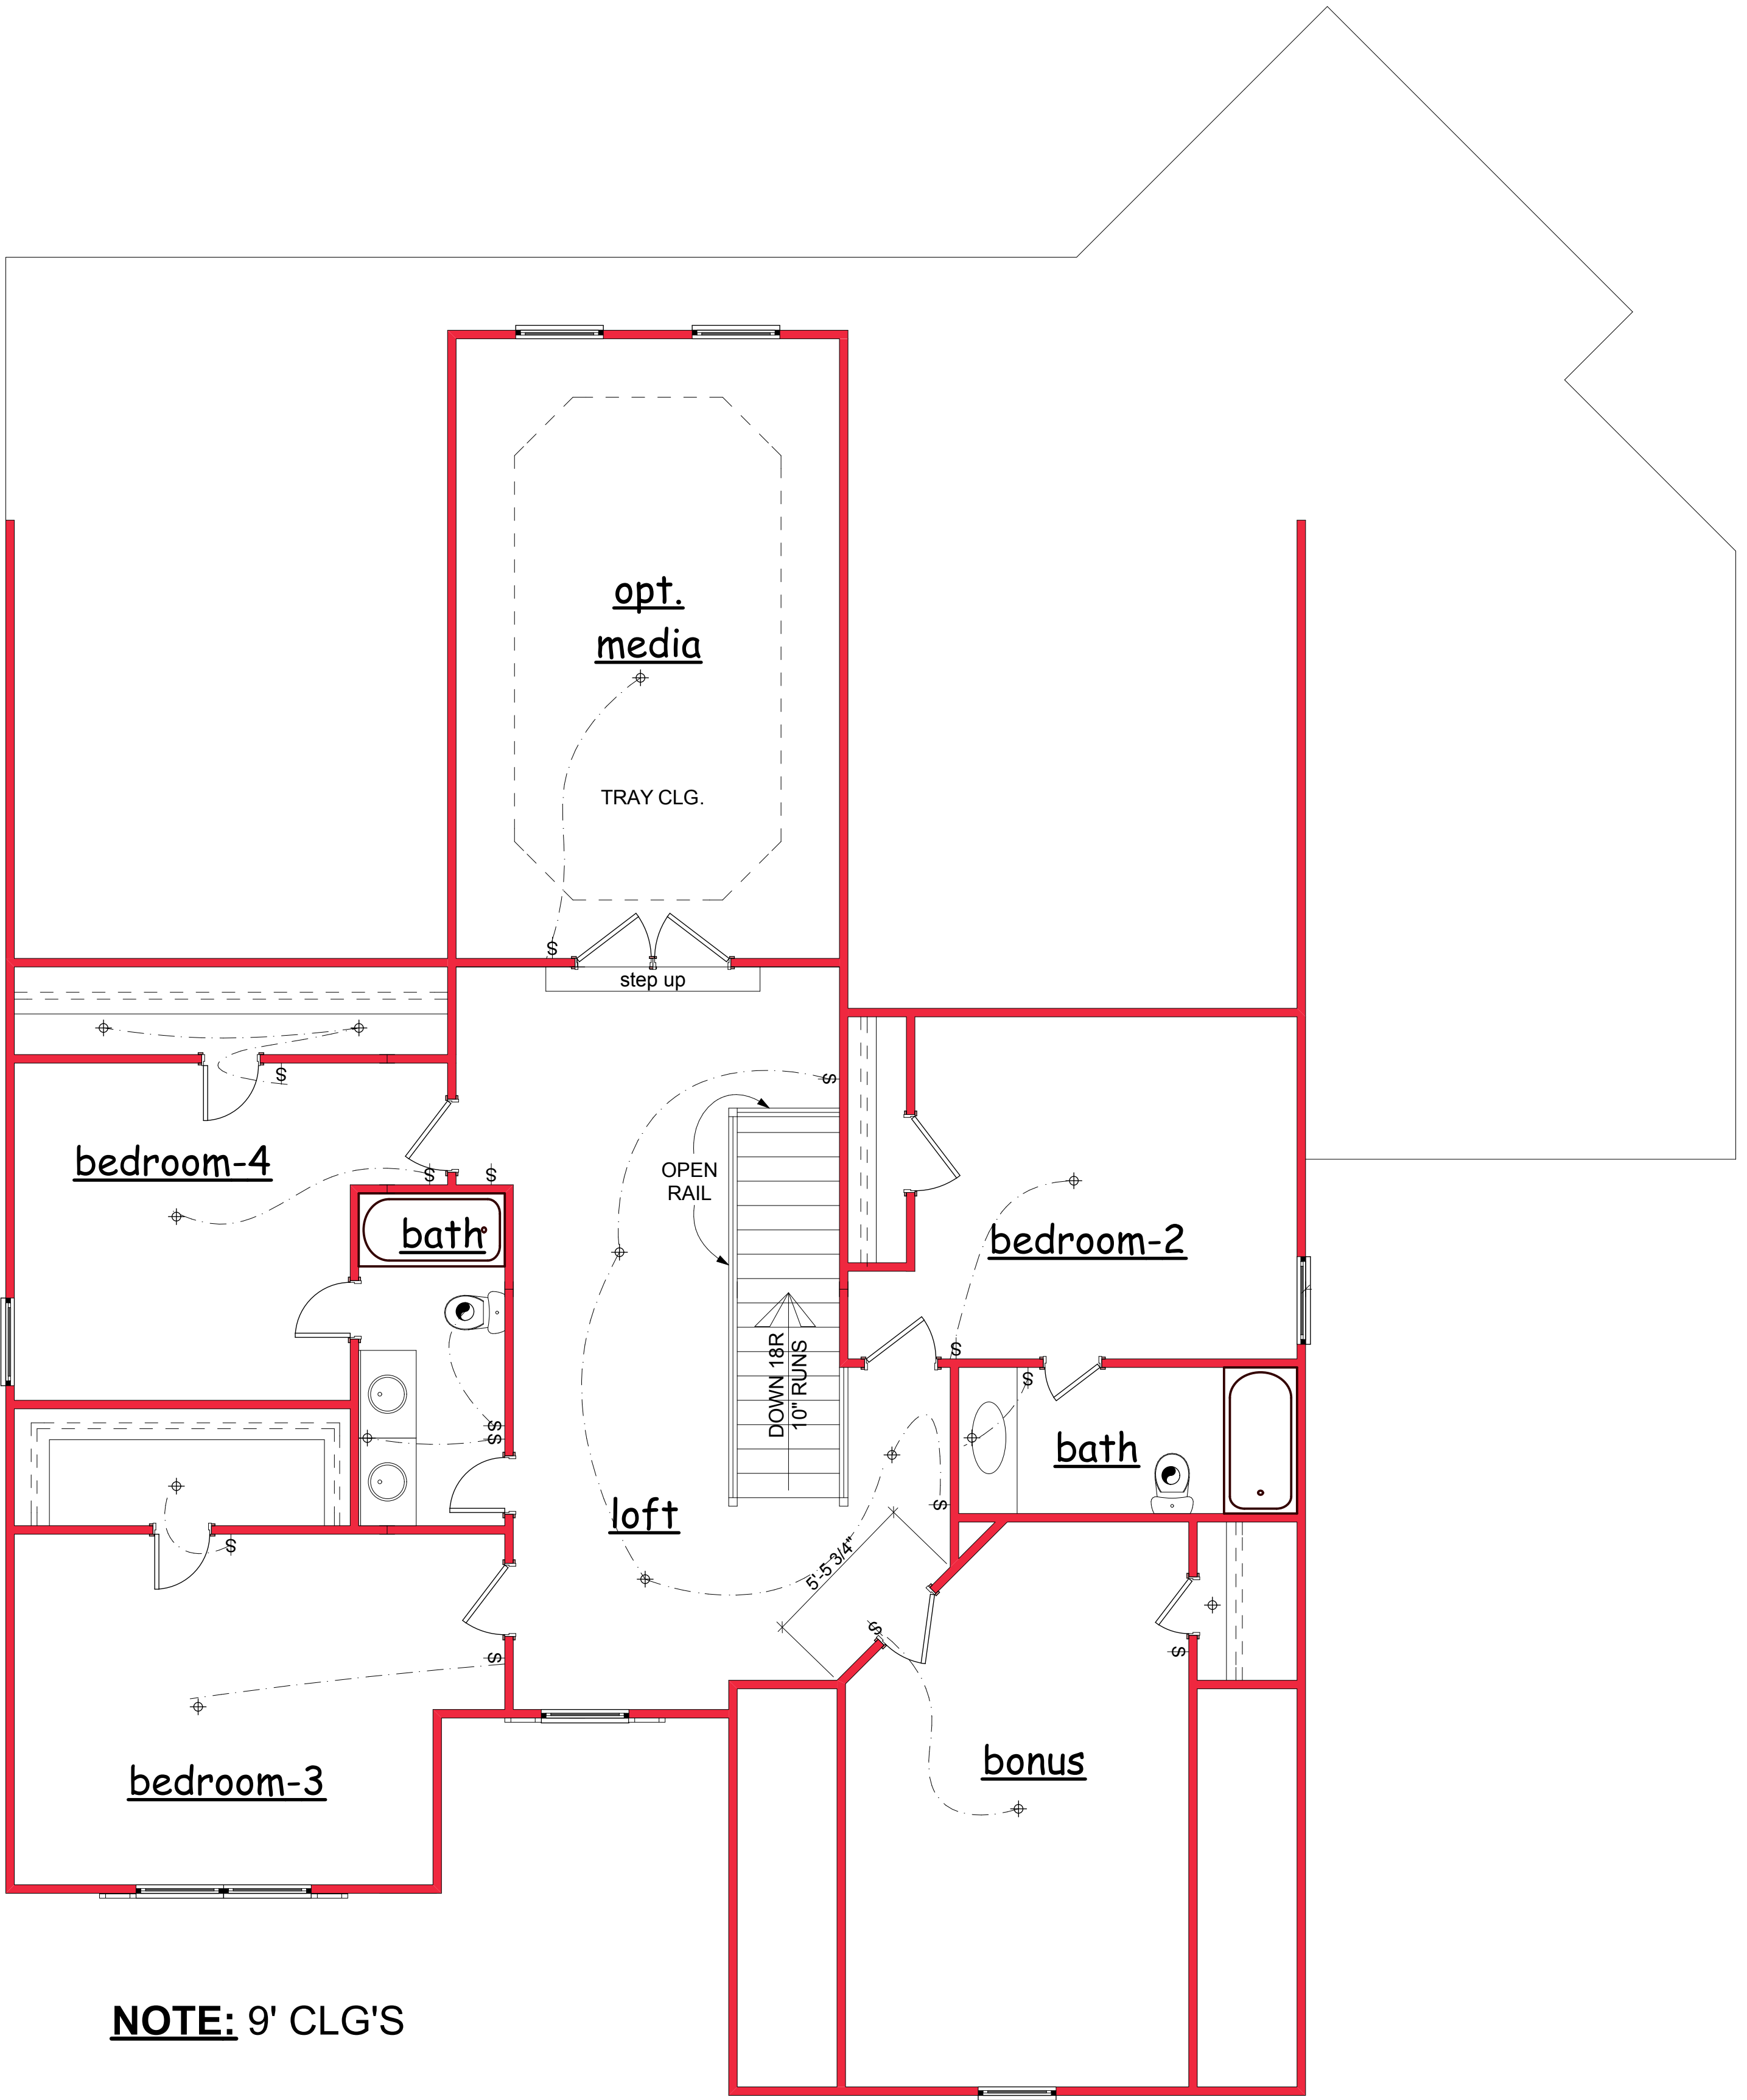 opt.
media
TRAY CLG.
$
step up
$
$
bedroom-4
OPEN
RAIL
$
$
bath
bedroom-2
$
DOWN 18R
10" RUNS
$
$
$
bath
loft
$
$
5'-5 3/4"
$
$
$
bonus
bedroom-3
NOTE: 9' CLG'S